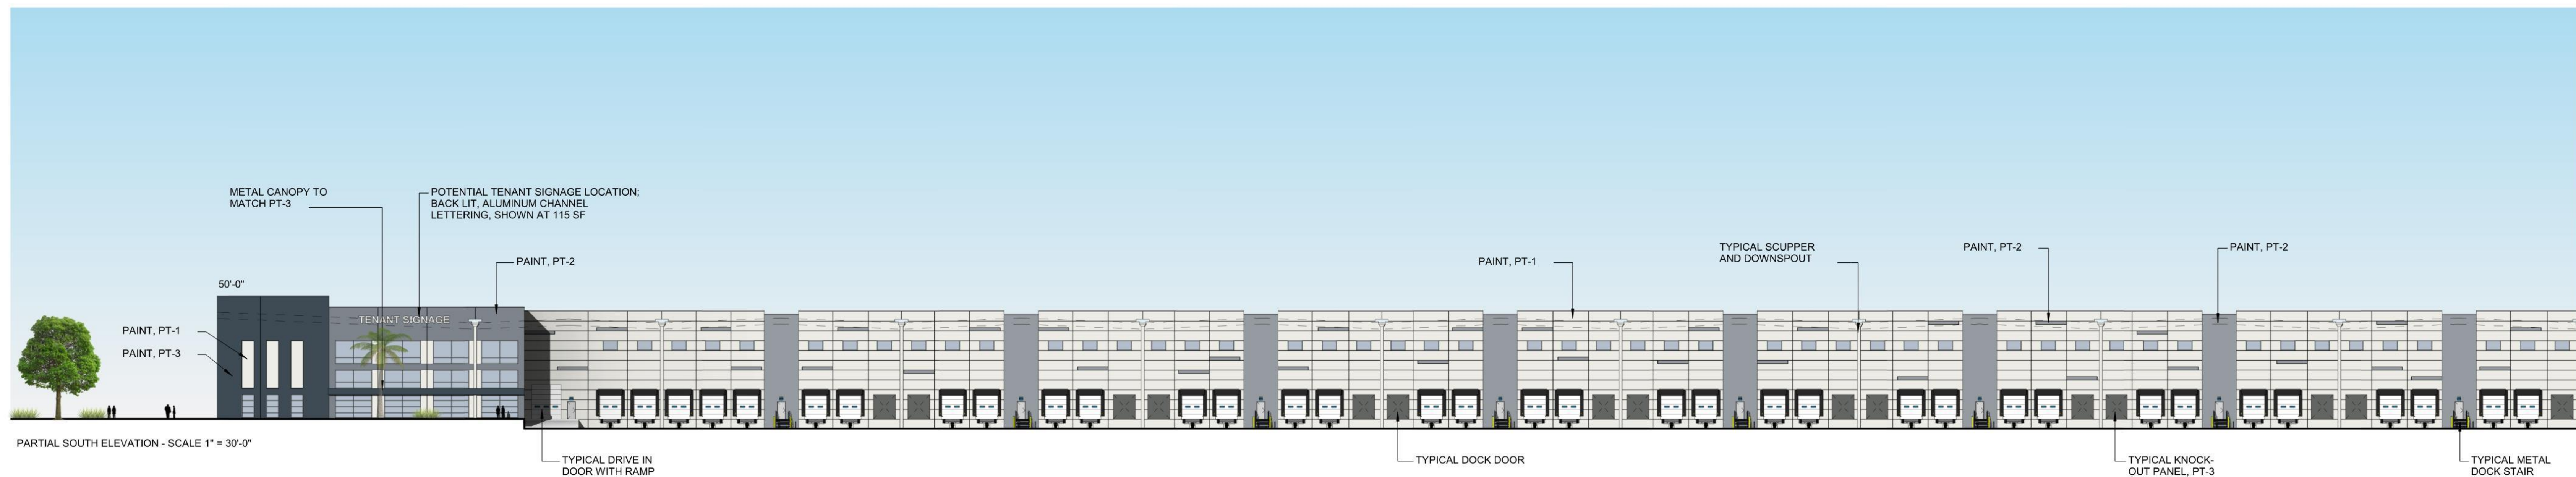 METAL CANOPY TO
MATCH PT-3
POTENTIAL TENANT SIGNAGE LOCATION;
BACK LIT, ALUMINUM CHANNEL
LETTERING, SHOWN AT 115 SF
PAINT, PT-2
PAINT, PT-1
TYPICAL SCUPPER
AND DOWNSPOUT
PAINT, PT-2
PAINT, PT-2
50'-0"
TENANT SIGNAGE
PAINT, PT-1
PAINT, PT-3
PARTIAL SOUTH ELEVATION - SCALE 1" = 30'-0"
TYPICAL DRIVE IN
DOOR WITH RAMP
TYPICAL DOCK DOOR
TYPICAL KNOCK-
OUT PANEL, PT-3
TYPICAL METAL
DOCK STAIR